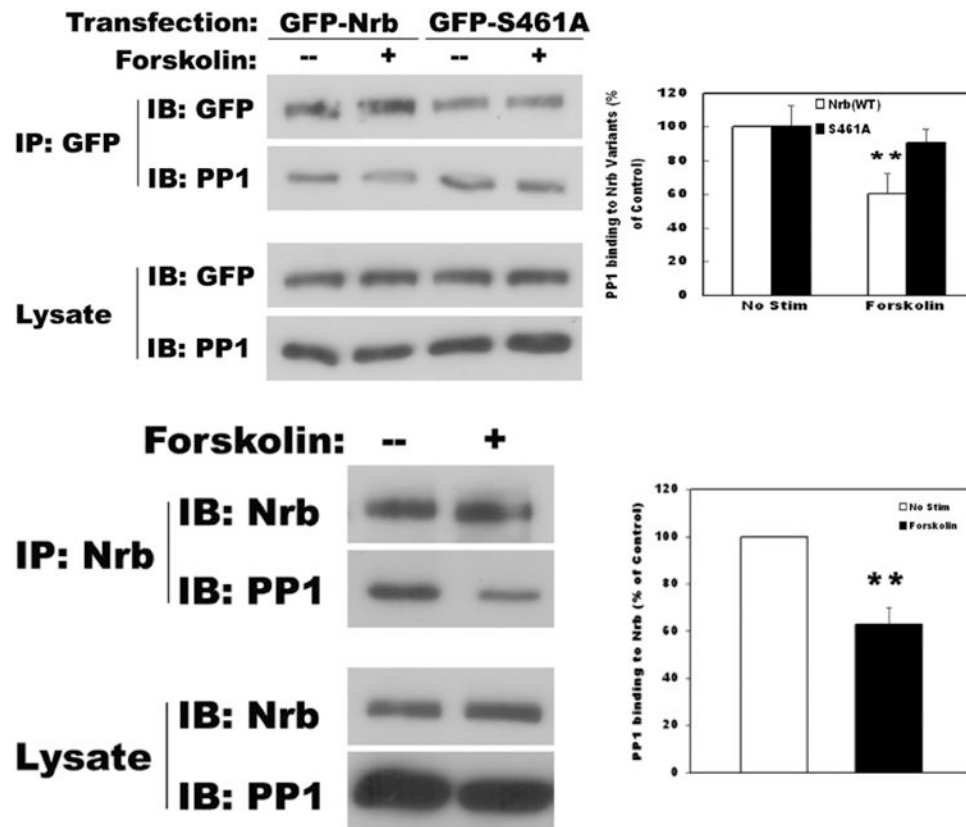 Transfection: GFP-Nrb GFP-S461A
Forskolin: -- + -- +
IP: GFP
IB: GFP
IB: PP1
Lysate
IB: GFP
IB: PP1
PP1 binding to Nrb Variants (% of Control)
120
100
80
60
40
20
0
Nrb(WT)
S461A
**
No Stim Forskolin
Forskolin: -- +
IP: Nrb
IB: Nrb
IB: PP1
Lysate
IB: Nrb
IB: PP1
PP1 binding to Nrb (% of Control)
120
100
80
60
40
20
0
No Stim
Forskolin
**